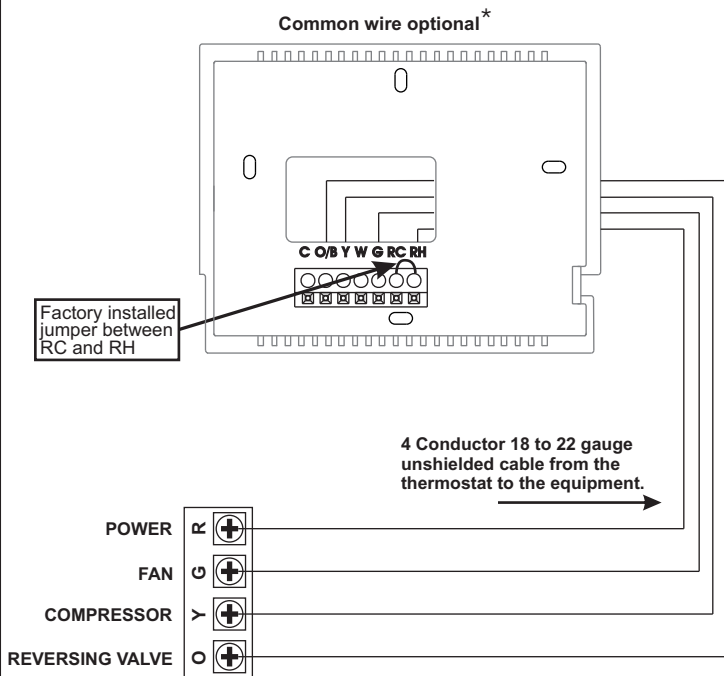 Common wire optional*
C O/B Y W G RC RH
Factory installed
jumper between
RC and RH
4 Conductor 18 to 22 gauge
unshielded cable from the
thermostat to the equipment.
POWER R
FAN G
COMPRESSOR Y
REVERSING VALVE O